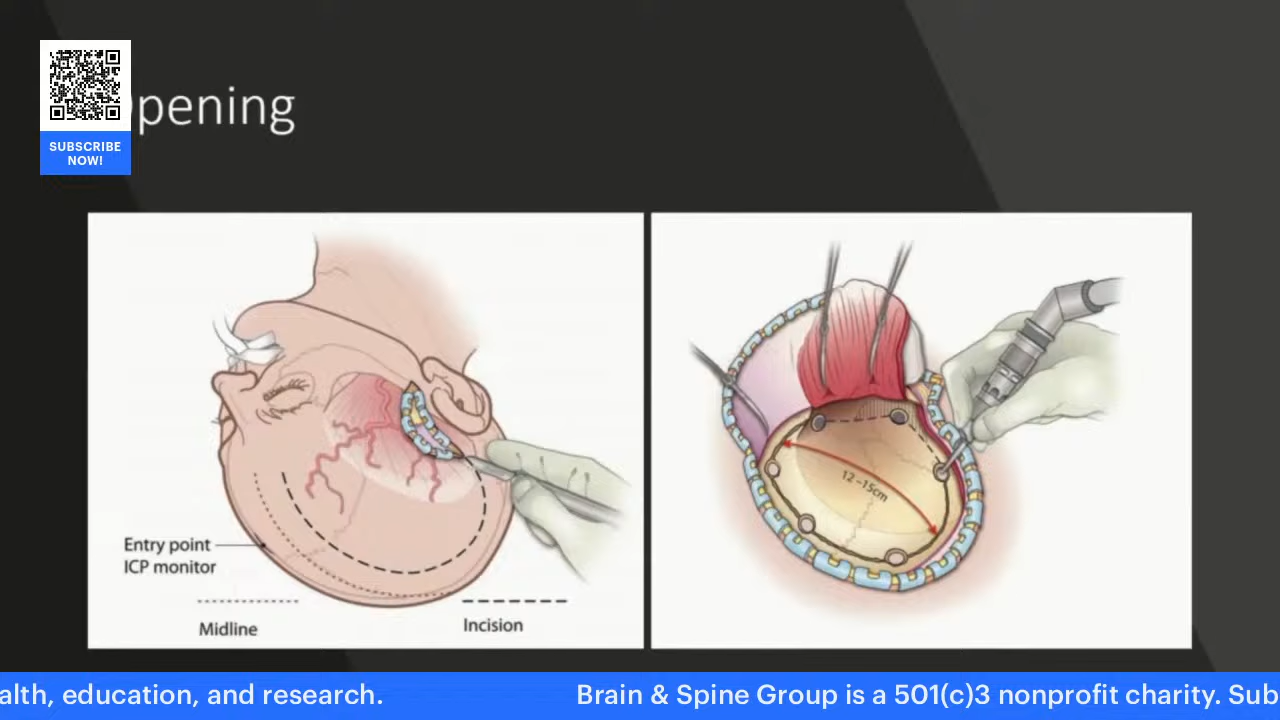 pening
SUBSCRIBE
NOW!
Entry point
ICP monitor
Midline
Incision
12-15cm
alth, education, and research.
Brain & Spine Group is a 501(c)3 nonprofit charity. Sub